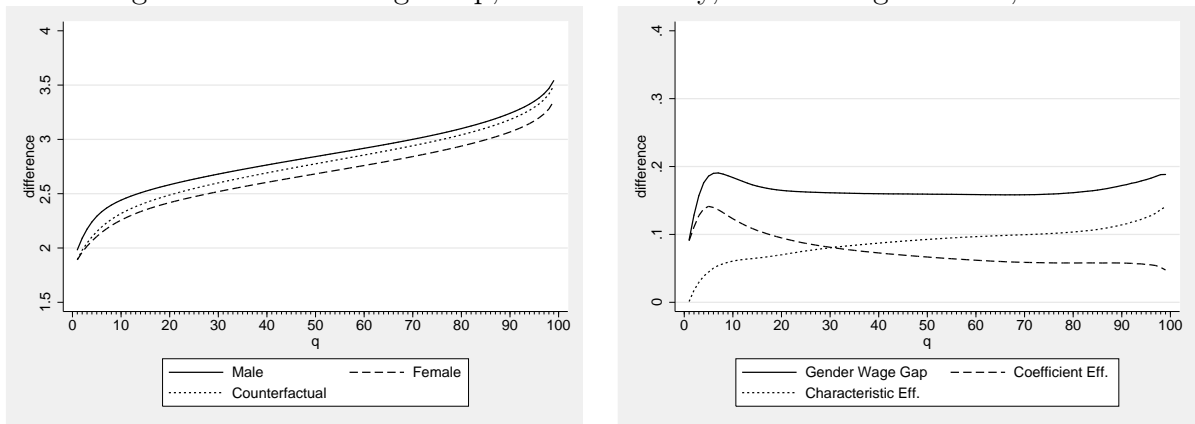 4
3.5
difference
3
2.5
2
1.5
0 10 20 30 40 50 60 70 80 90 100
q
Male Female
Counterfactual
.4
.3
difference
.2
.1
0
0 10 20 30 40 50 60 70 80 90 100
q
Gender Wage Gap Coefficient Eff.
Characteristic Eff.